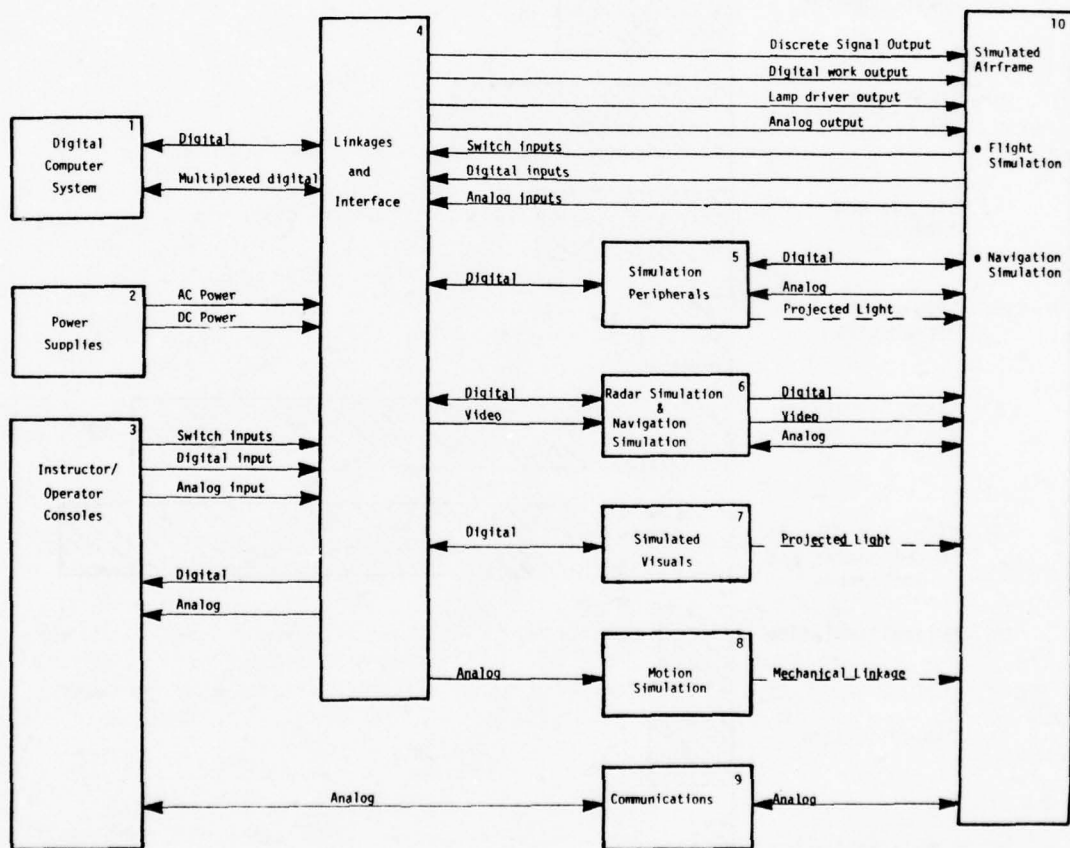 1
Digital
Computer
System
2
Power
Supplies
3
Instructor/
Operator
Consoles
Digital
Multiplexed digital
AC Power
DC Power
Switch inputs
Digital input
Analog input
Digital
Analog
4
Linkages
and
Interface
Discrete Signal Output
Digital work output
Lamp driver output
Analog output
Switch inputs
Digital inputs
Analog inputs
Digital
5
Simulation
Peripherals
Digital
Analog
Projected Light
Digital
Video
6
Radar Simulation
&
Navigation
Simulation
Digital
Video
Analog
Digital
7
Simulated
Visuals
Projected Light
Analog
8
Motion
Simulation
Mechanical Linkage
Analog
9
Communications
Analog
10
Simulated
Airframe
• Flight
Simulation
• Navigation
Simulation